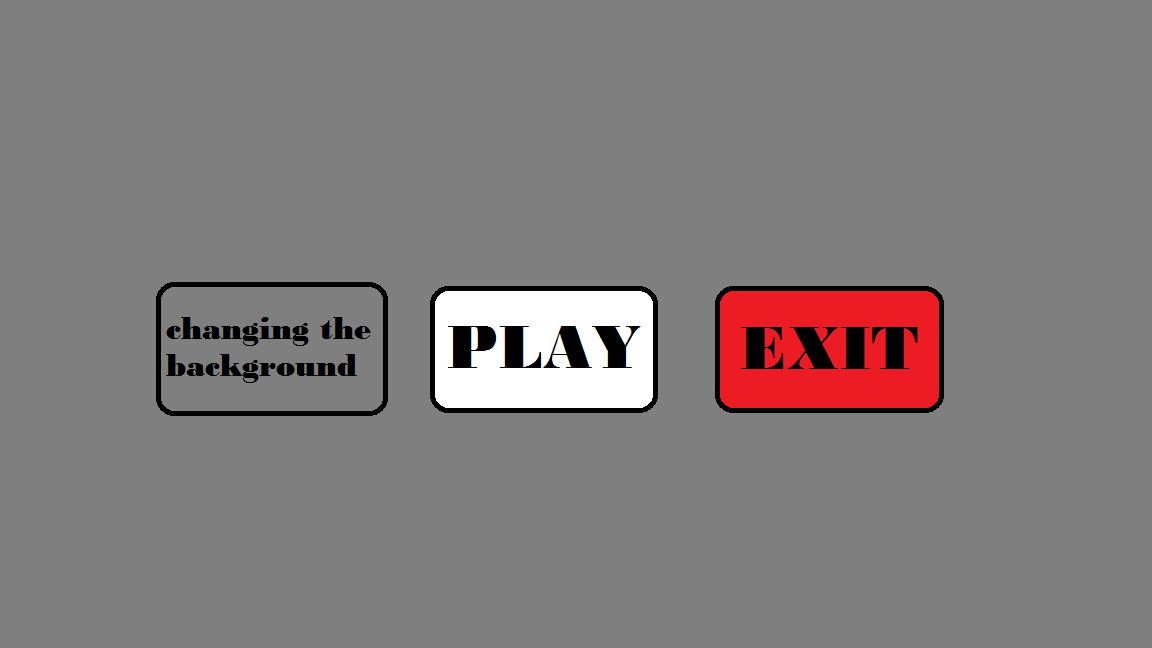 changing the
background
PLAY
EXIT